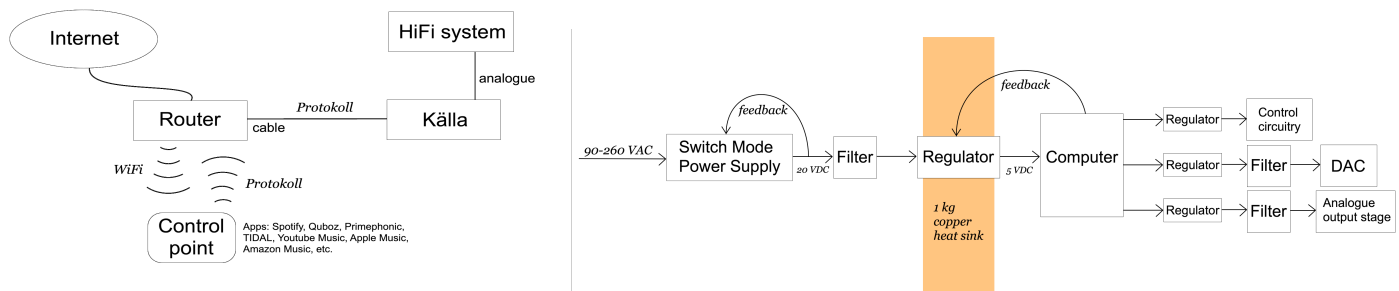 Internet
HiFi system
analogue
Router
Protokoll
cable
Källa
WiFi
Protokoll
Control
point
Apps: Spotify, Quboz, Primephonic,
TIDAL, Youtube Music, Apple Music,
Amazon Music, etc.
90-260 VAC
feedback
Switch Mode
Power Supply
20 VDC
Filter
Regulator
feedback
5 VDC
1 kg
copper
heat sink
Computer
Regulator
Control
circuitry
Regulator
Filter
DAC
Regulator
Filter
Analogue
output stage